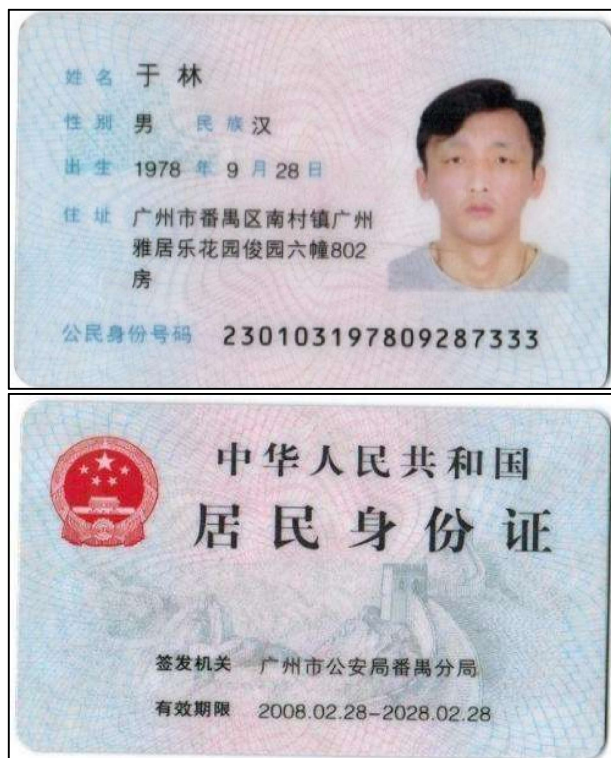 姓名 于林
性别 男 民族 汉
出生 1978 年 9 月 28 日
住址 广州市番禺区南村镇广州
雅居乐花园俊园六幢802
房
公民身份号码 230103197809287333
中华人民共和国
居民身份证
签发机关 广州市公安局番禺分局
有效期限 2008.02.28-2028.02.28